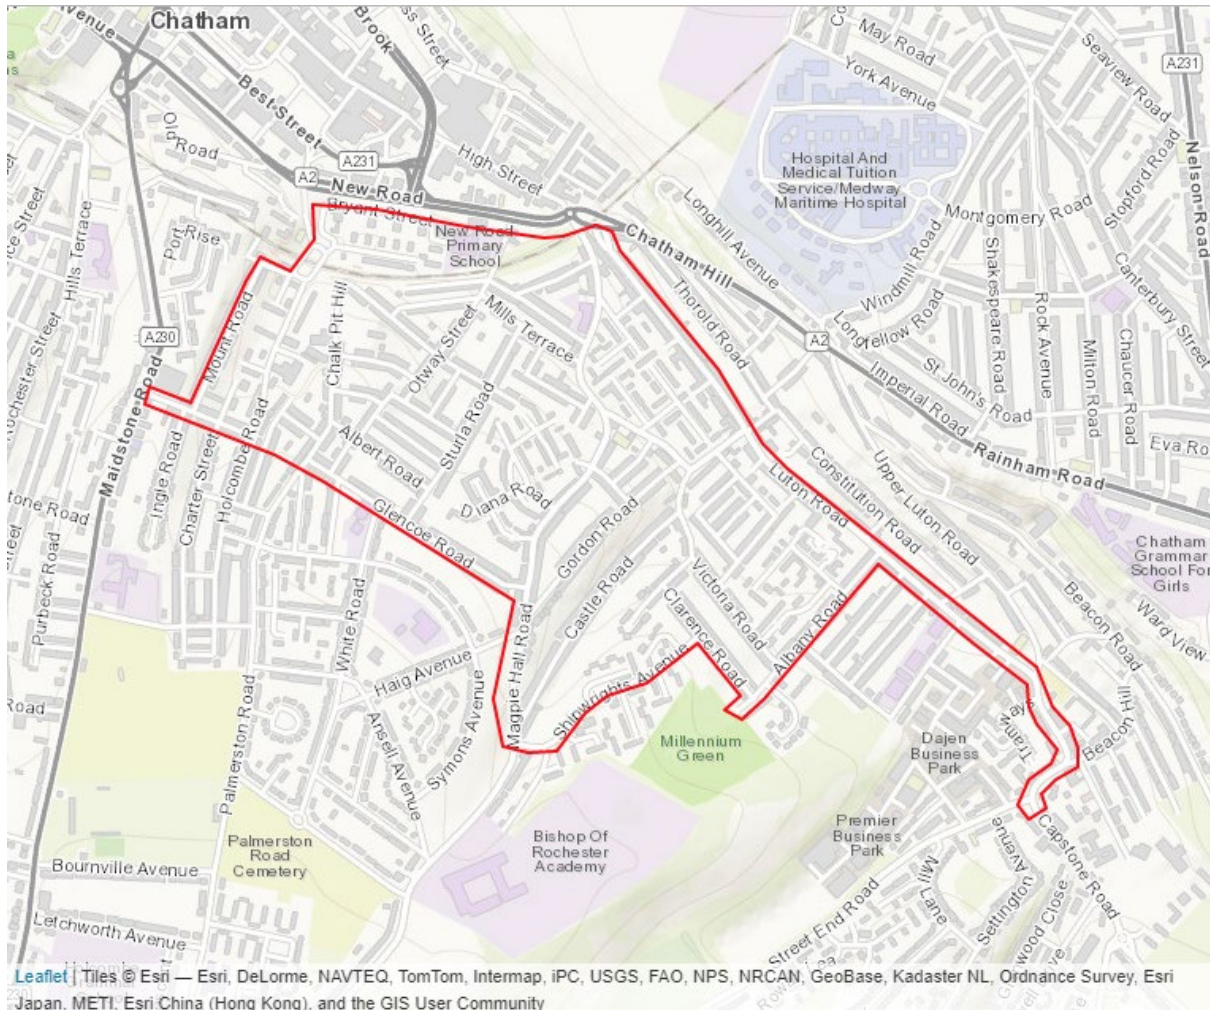 Chatham
Avenue
Brook
ss Street
May Road
York Avenue
Seaview Road
A231
Best Street
Old Road
High Street
A231
A2
New Road
Bryant Street
Hospital And
Medical Tuition
Service/Medway
Maritime Hospital
Stopford Road
Nelson Road
Montgomery Road
Longhill Avenue
Windmill Road
Canterbury Street
Hills Terrace
Port Rise
New Road
Primary
School
Chatham Hill
Shakespeare Road
Rock Avenue
Milton Road
Chaucer Road
Longfellow Road
St John's Road
Imperial Road
A2
Rochester Street
A230
Mount Road
Chalk Pit Hill
Otway Street
Mills Terrace
Thorold Road
Maidstone Road
Rainham Road
Eva Ro
Ingle Road
Charter Street
Holcombe Road
Albert Road
Sturla Road
Diana Road
Luton Road
Constitution Road
Upper Luton Road
tone Road
Glencoe Road
Gordon Road
Castle Road
Victoria Road
Clarence Road
Albany Road
Chatham
Grammar
School For
Girls
Beacon Road
Ward View
Purbeck Road
White Road
Haig Avenue
Magpie Hall Road
Shipwrights Avenue
Symons Avenue
Ansell Avenue
Road
Palmerston Road
Millennium
Green
Dajen
Business
Park
Beacon Hill
Palmerston
Road
Cemetery
Bishop Of
Rochester
Academy
Premier
Business
Park
Capstone Road
Settington Avenue
Mill Lane
Bournville Avenue
Letchworth Avenue
Street End Road
wood Close
Leaflet | Tiles © Esri — Esri, DeLorme, NAVTEQ, TomTom, Intermap, iPC, USGS, FAO, NPS, NRCAN, GeoBase, Kadaster NL, Ordnance Survey, Esri
Japan, METI, Esri China (Hong Kong), and the GIS User Community